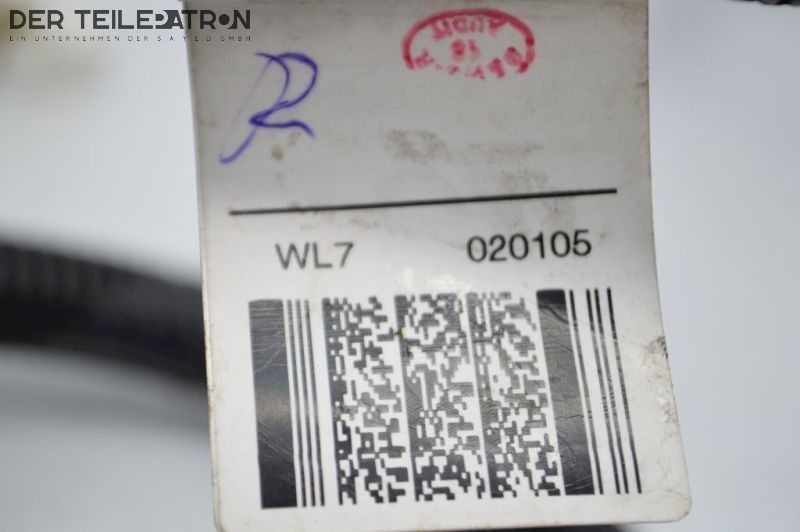 DER TEILEPATRON
EIN UNTERNEHMEN DER S A Y E D GMBH
WL7 020105